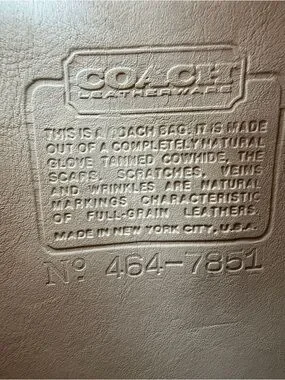 COACH
LEATHERWARE
THIS IS A COACH BAG. IT IS MADE
OUT OF A COMPLETELY NATURAL
GLOVE TANNED COWHIDE, THE
SCARS, SCRATCHES, VEINS
AND WRINKLES ARE NATURAL
MARKINGS CHARACTERISTIC
OF FULL-GRAIN LEATHERS.
MADE IN NEW YORK CITY, U.S.A.
Nº 464-7851